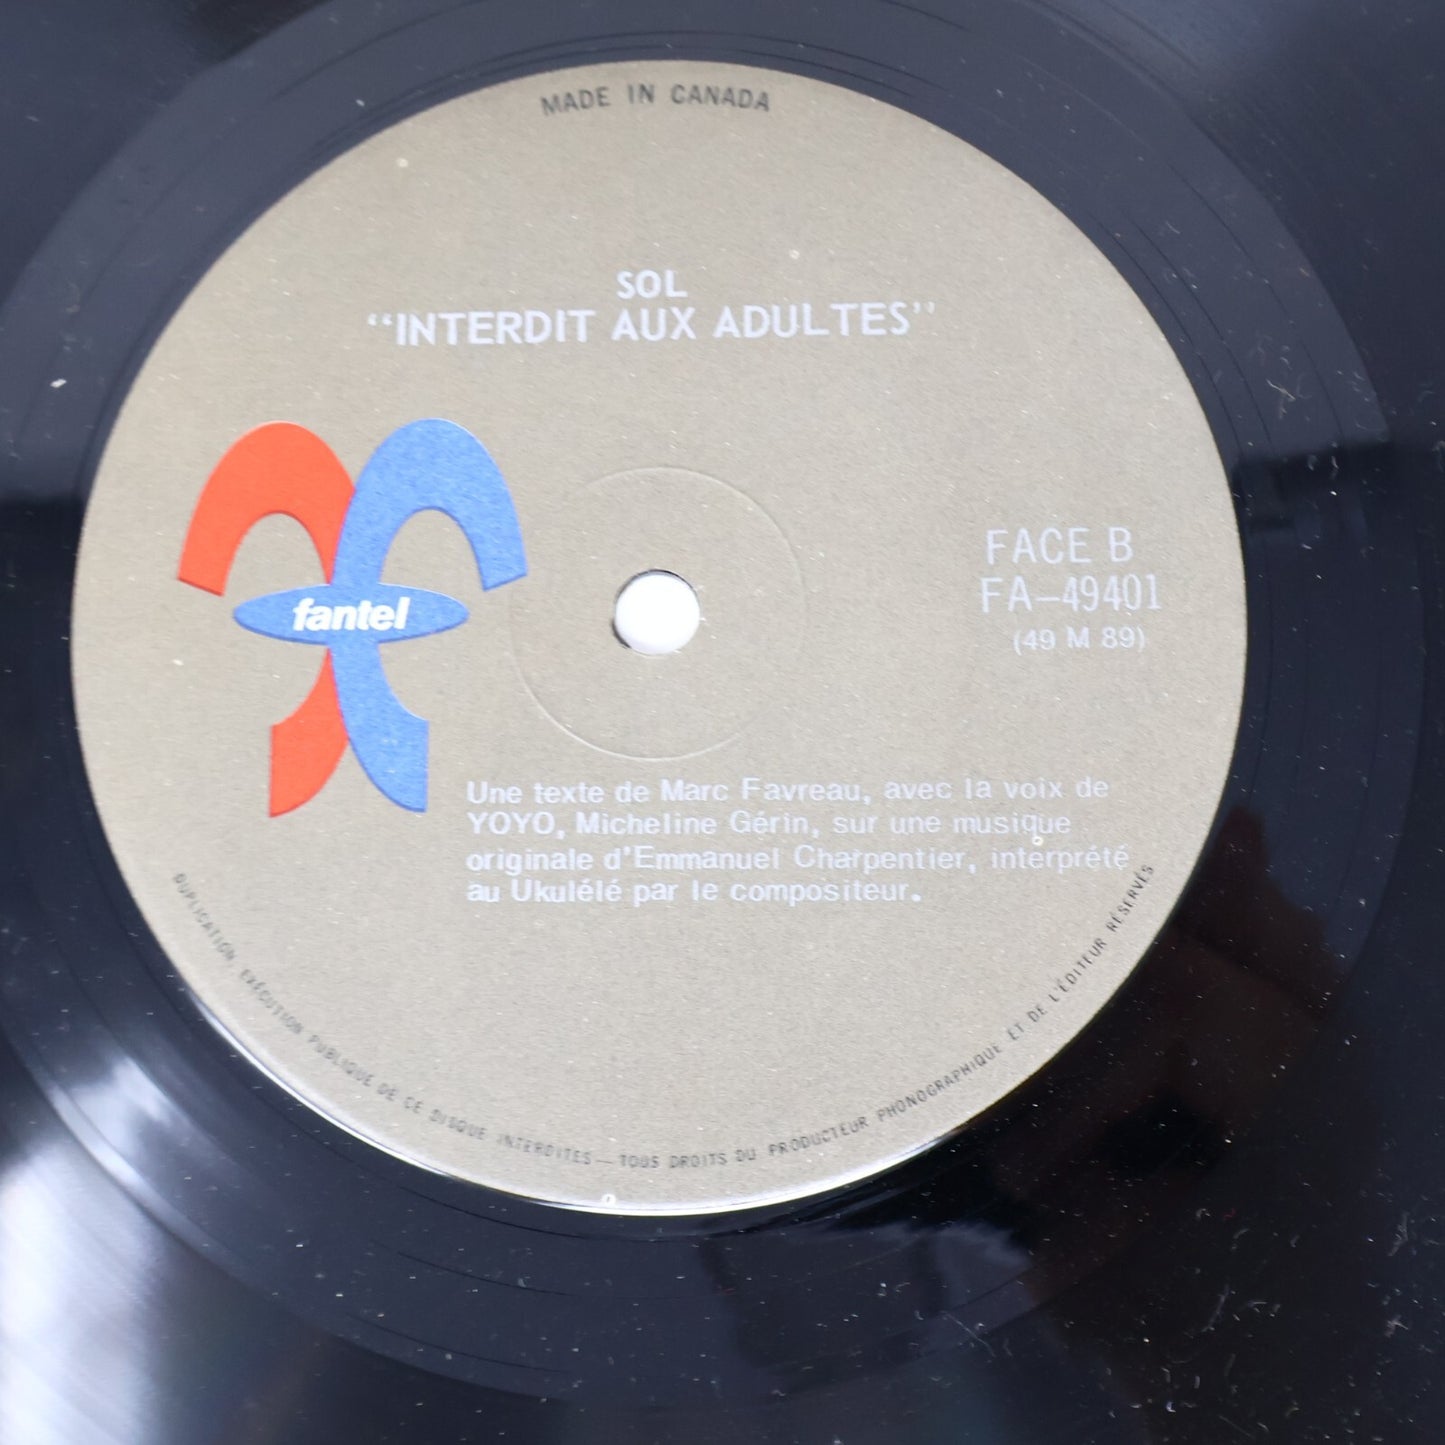 MADE IN CANADA
SOL
"INTERDIT AUX ADULTES"
fantel
FACE B
FA-49401
(49 M 89)
Une texte de Marc Favreau, avec la voix de
YOYO, Micheline Gérin, sur une musique
originale d'Emmanuel Charpentier, interprété
au Ukulélé par le compositeur.
DUPLICATION, EXÉCUTION PUBLIQUE DE CE DISQUE INTERDITES — TOUS DROITS DU PRODUCTEUR PHONOGRAPHIQUE ET DE L'ÉDITEUR RÉSERVÉS